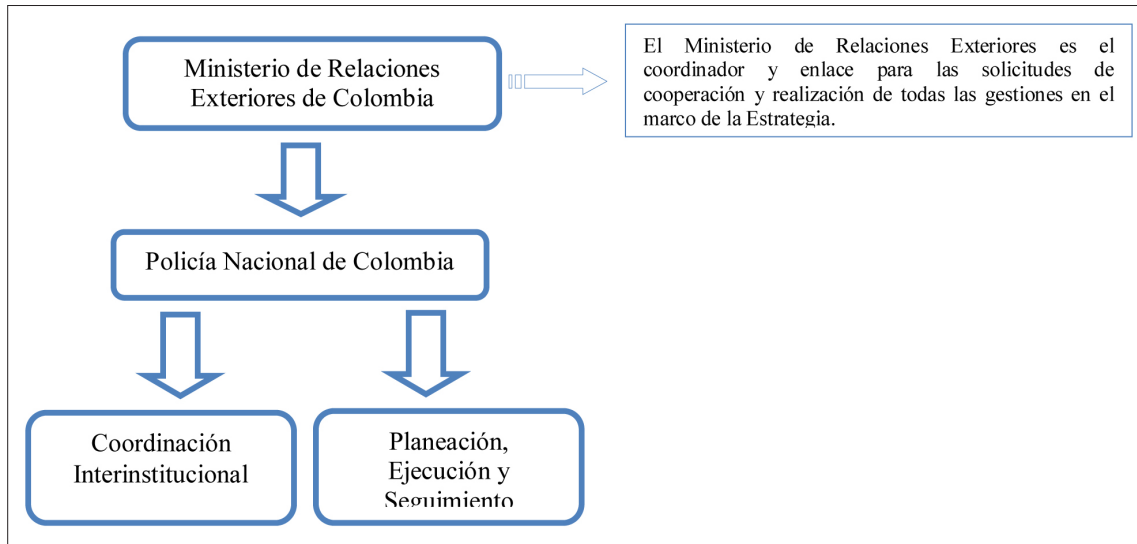 Ministerio de Relaciones
Exteriores de Colombia
El Ministerio de Relaciones Exteriores es el
coordinador y enlace para las solicitudes de
cooperación y realización de todas las gestiones en el
marco de la Estrategia.
Policía Nacional de Colombia
Coordinación
Interinstitucional
Planeación,
Ejecución y
Seguimiento